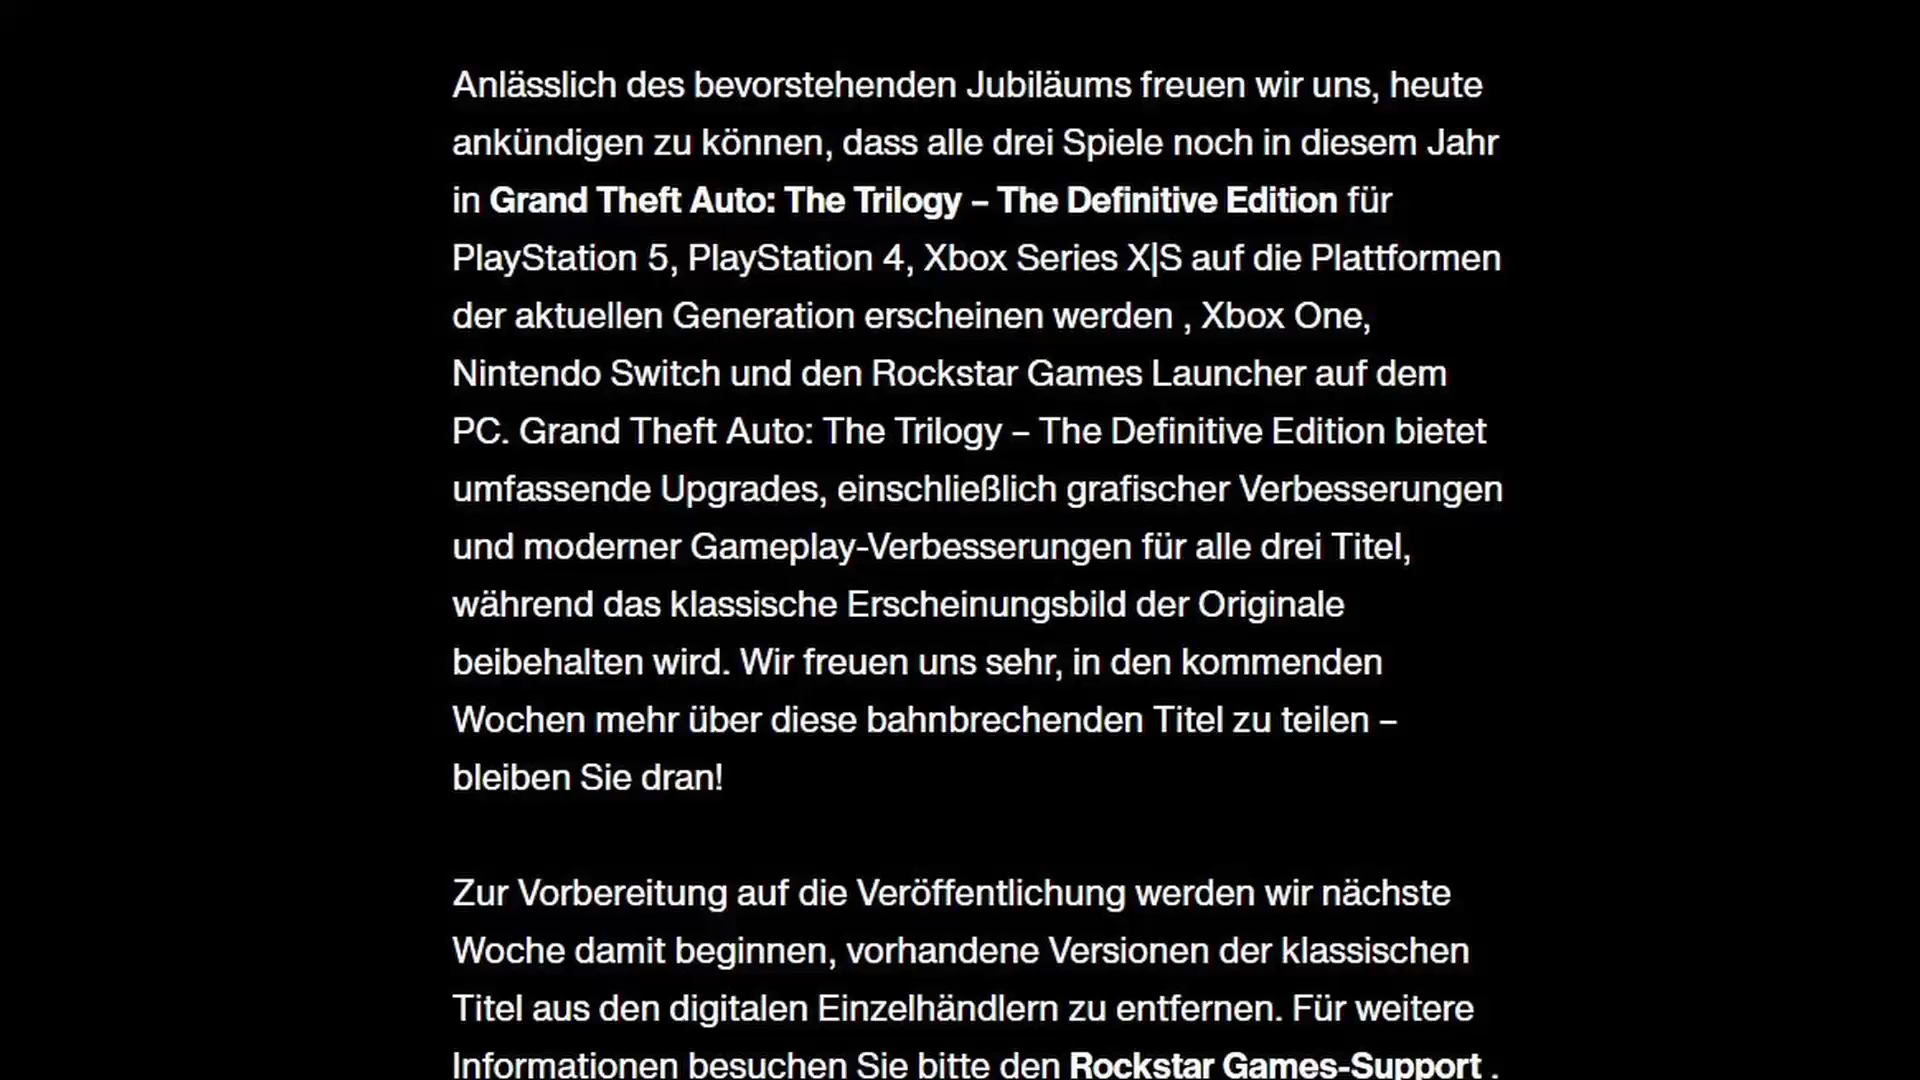 Anlässlich des bevorstehenden Jubiläums freuen wir uns, heute
ankündigen zu können, dass alle drei Spiele noch in diesem Jahr
in Grand Theft Auto: The Trilogy – The Definitive Edition für
PlayStation 5, PlayStation 4, Xbox Series X|S auf die Plattformen
der aktuellen Generation erscheinen werden , Xbox One,
Nintendo Switch und den Rockstar Games Launcher auf dem
PC. Grand Theft Auto: The Trilogy – The Definitive Edition bietet
umfassende Upgrades, einschließlich grafischer Verbesserungen
und moderner Gameplay-Verbesserungen für alle drei Titel,
während das klassische Erscheinungsbild der Originale
beibehalten wird. Wir freuen uns sehr, in den kommenden
Wochen mehr über diese bahnbrechenden Titel zu teilen –
bleiben Sie dran!
Zur Vorbereitung auf die Veröffentlichung werden wir nächste
Woche damit beginnen, vorhandene Versionen der klassischen
Titel aus den digitalen Einzelhändlern zu entfernen. Für weitere
Informationen besuchen Sie bitte den Rockstar Games-Support .